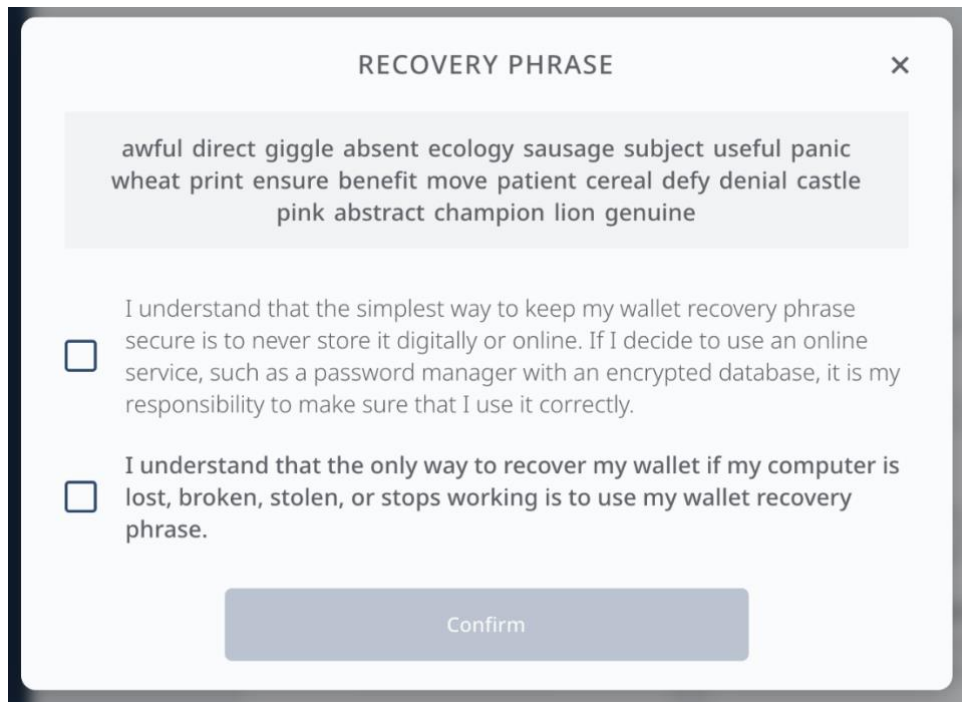 RECOVERY PHRASE
awful direct giggle absent ecology sausage subject useful panic
wheat print ensure benefit move patient cereal defy denial castle
pink abstract champion lion genuine
I understand that the simplest way to keep my wallet recovery phrase
secure is to never store it digitally or online. If I decide to use an online
service, such as a password manager with an encrypted database, it is my
responsibility to make sure that I use it correctly.
I understand that the only way to recover my wallet if my computer is
lost, broken, stolen, or stops working is to use my wallet recovery
phrase.
Confirm